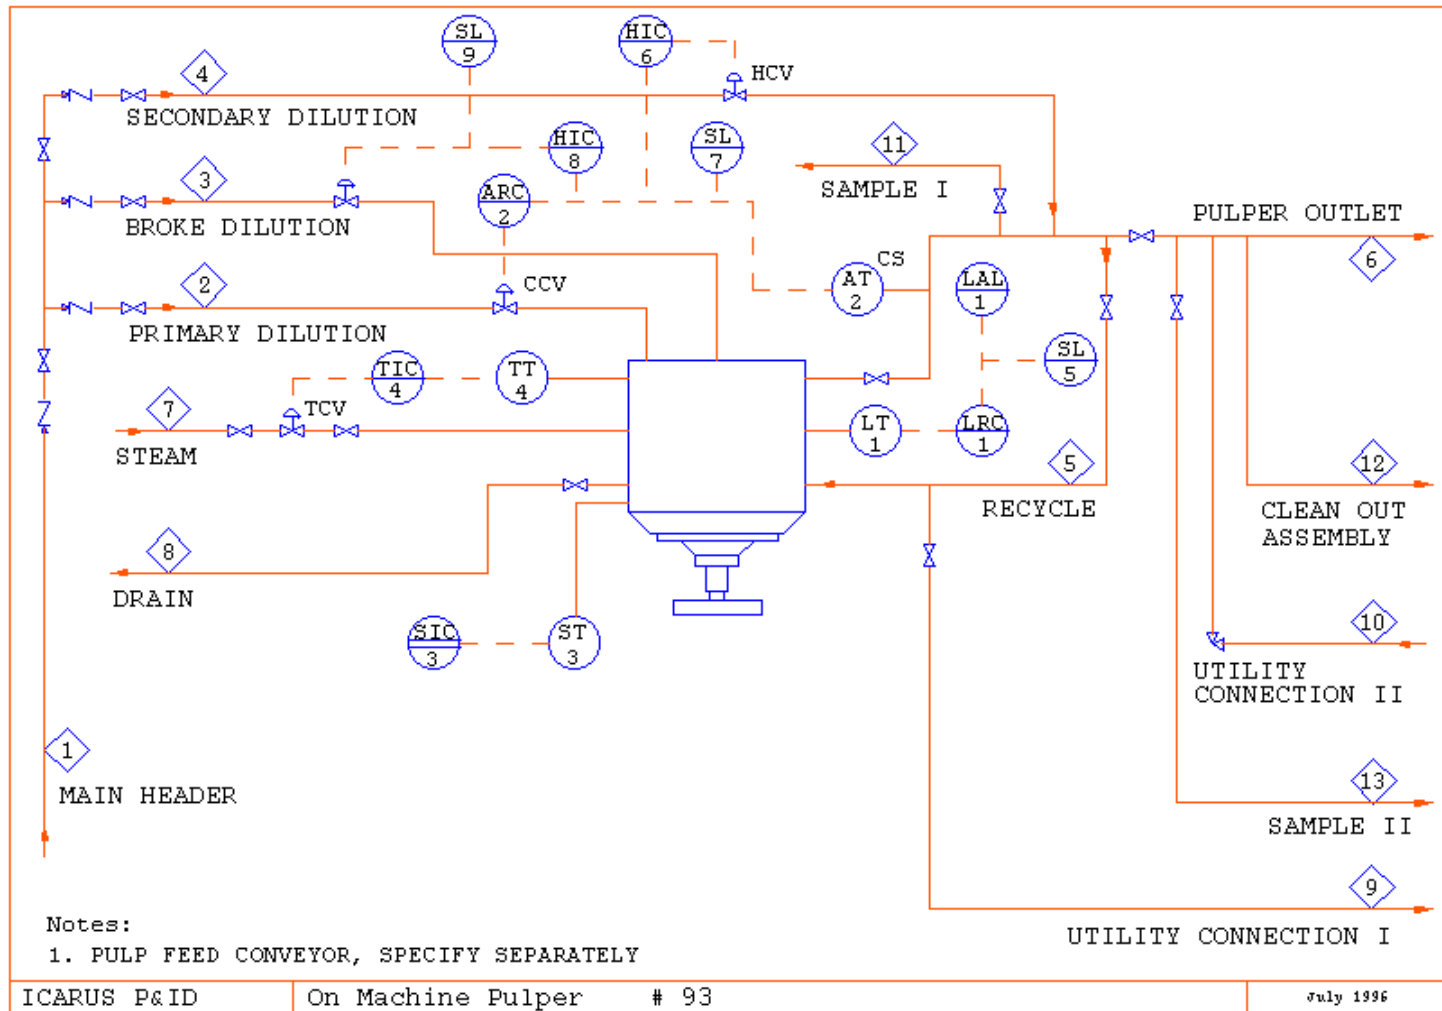 SL
9
HIC
6
HCV
4
SECONDARY DILUTION
HIC
8
SL
7
11
SAMPLE I
3
BROKE DILUTION
ARC
2
PULPER OUTLET
6
CS
AT
2
LAL
1
2
PRIMARY DILUTION
CCV
SL
5
TIC
4
TT
4
7
STEAM
TCV
LT
1
LRC
1
5
RECYCLE
12
CLEAN OUT
ASSEMBLY
8
DRAIN
SIC
3
ST
3
10
UTILITY
CONNECTION II
1
MAIN HEADER
13
SAMPLE II
9
UTILITY CONNECTION I
Notes:
1. PULP FEED CONVEYOR, SPECIFY SEPARATELY
ICARUS P&ID
On Machine Pulper # 93
July 1996